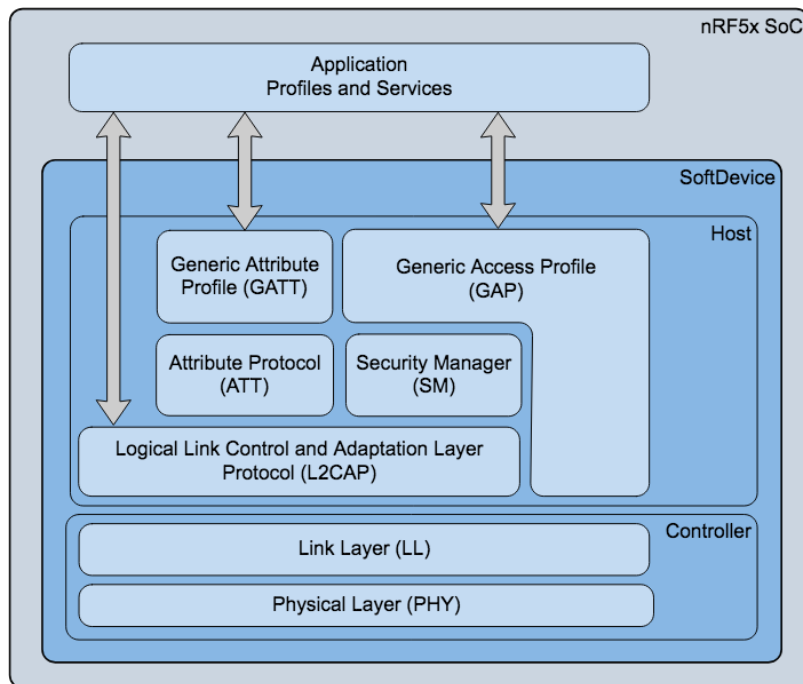 nRF5x SoC
Application
Profiles and Services
SoftDevice
Host
Generic Attribute
Profile (GATT)
Generic Access Profile
(GAP)
Attribute Protocol
(ATT)
Security Manager
(SM)
Logical Link Control and Adaptation Layer
Protocol (L2CAP)
Controller
Link Layer (LL)
Physical Layer (PHY)